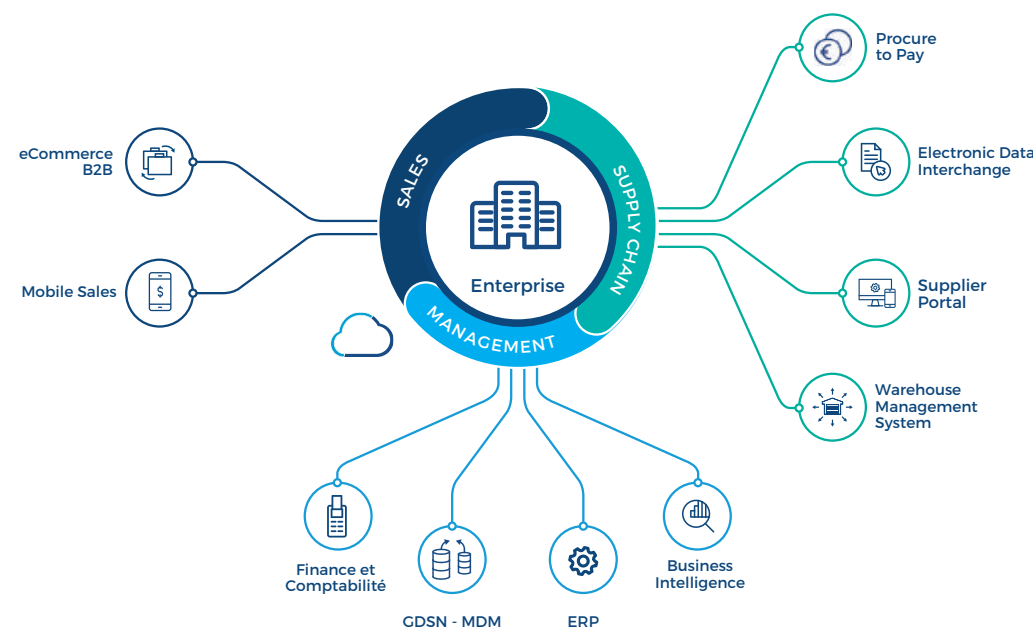 Procure
to Pay
eCommerce
B2B
SALES
SUPPLY CHAIN
Electronic Data
Interchange
Enterprise
Mobile Sales
$
Supplier
Portal
MANAGEMENT
Warehouse
Management
System
Finance et
Comptabilité
Business
Intelligence
GDSN - MDM
ERP
€